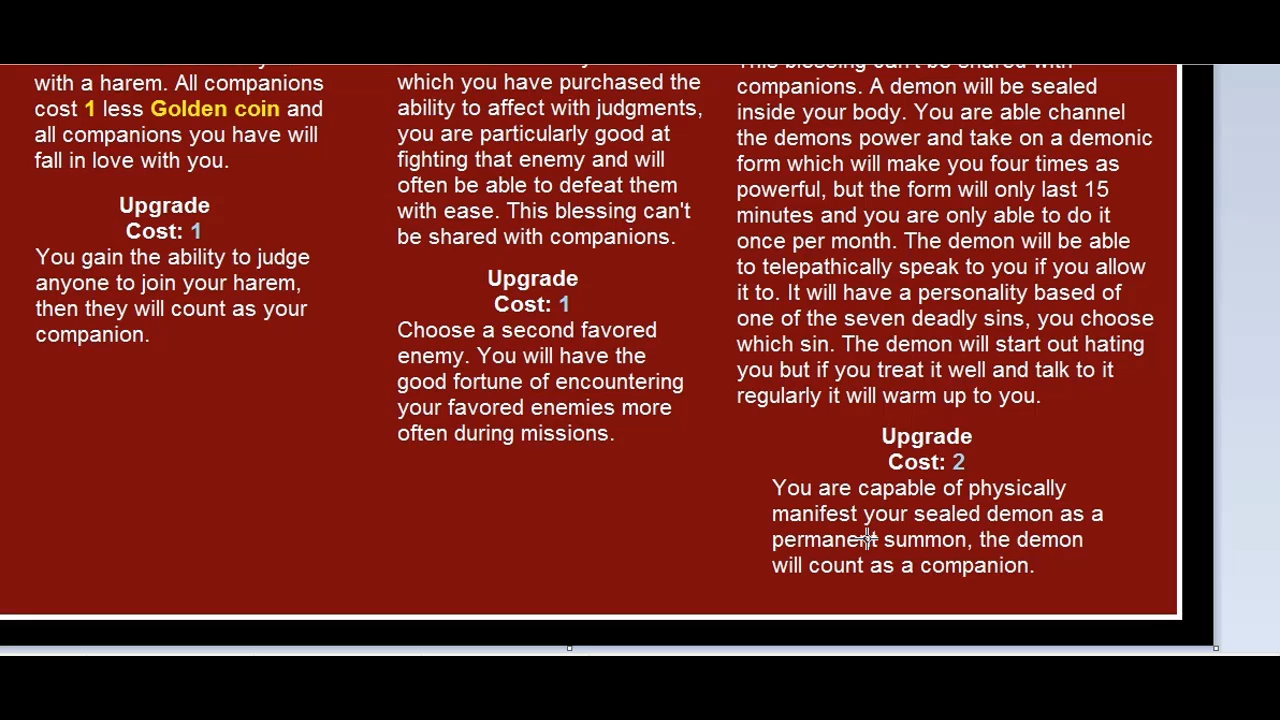 with a harem. All companions
cost 1 less Golden coin and
all companions you have will
fall in love with you.
Upgrade
Cost: 1
You gain the ability to judge
anyone to join your harem,
then they will count as your
companion.
which you have purchased the
ability to affect with judgments,
you are particularly good at
fighting that enemy and will
often be able to defeat them
with ease. This blessing can't
be shared with companions.
Upgrade
Cost: 1
Choose a second favored
enemy. You will have the
good fortune of encountering
your favored enemies more
often during missions.
This blessing can't be shared with
companions. A demon will be sealed
inside your body. You are able channel
the demons power and take on a demonic
form which will make you four times as
powerful, but the form will only last 15
minutes and you are only able to do it
once per month. The demon will be able
to telepathically speak to you if you allow
it to. It will have a personality based of
one of the seven deadly sins, you choose
which sin. The demon will start out hating
you but if you treat it well and talk to it
regularly it will warm up to you.
Upgrade
Cost: 2
You are capable of physically
manifest your sealed demon as a
permanent summon, the demon
will count as a companion.